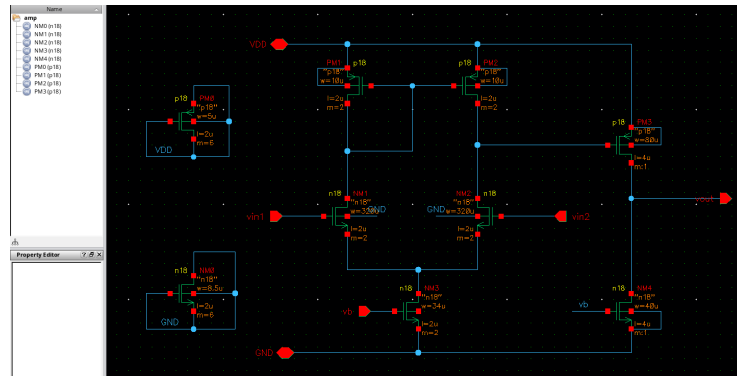 Name
amp
NM0 (n18)
NM1 (n18)
NM2 (n18)
NM3 (n18)
NM4 (n18)
PM0 (p18)
PM1 (p18)
PM2 (p18)
PM3 (p18)
Property Editor
VDD
p18
PM1
"p18"
w=10u
l=2u
m=2
p18
PM2
"p18"
w=10u
l=2u
m=2
p18
PM0
"p18"
w=5u
l=2u
m=6
VDD
p18
PM3
"p18"
w=80u
l=4u
m:1
n18
NM1
"n18"
w=320u
GND
l=2u
m=2
vin1
n18
NM2
"n18"
w=320u
GND
l=2u
m=2
vin2
n18
NM0
"n18"
w=8.5u
l=2u
m=6
GND
n18
NM3
"n18"
w=34u
l=2u
m=2
vb
n18
NM4
"n18"
w=40u
l=4u
m:1
vb
GND